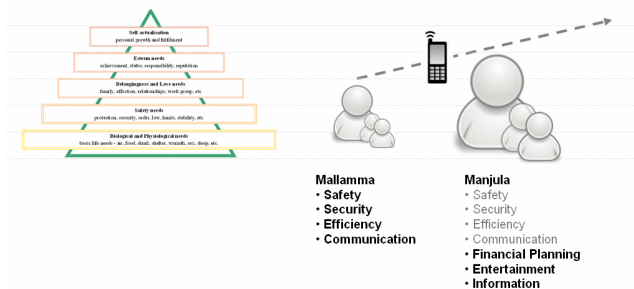 Self-actualization
personal growth and fulfilment
Esteem needs
achievement, status, responsibility, reputation
Belongingness and Love needs
family, affection, relationships, work group, etc
Safety needs
protection, security, order, law, limits, stability, etc
Biological and Physiological needs
basic life needs - air, food, drink, shelter, warmth, sex, sleep, etc.
Mallamma
• Safety
• Security
• Efficiency
• Communication
Manjula
• Safety
• Security
• Efficiency
• Communication
• Financial Planning
• Entertainment
• Information